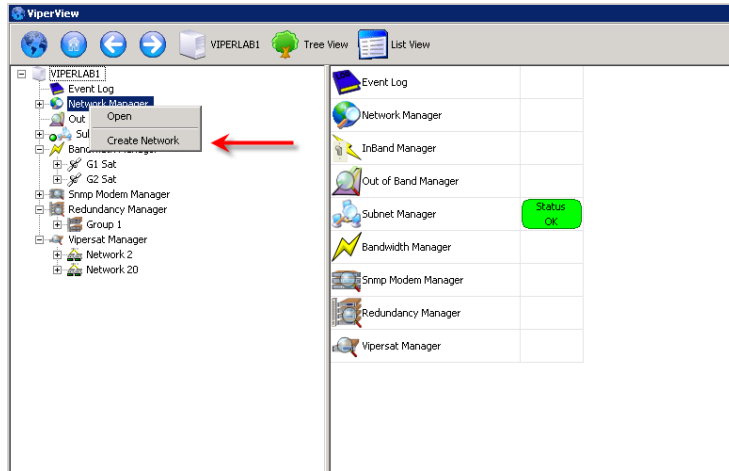 ViperView
VIPERLAB1 Tree View List View
VIPERLAB1
Event Log
Network Manager
Open
Out
Create Network
Sul
Bandwidth Manager
G1 Sat
G2 Sat
Snmp Modem Manager
Redundancy Manager
Group 1
Vipersat Manager
Network 2
Network 20
Event Log
Network Manager
InBand Manager
Out of Band Manager
Subnet Manager
Status
OK
Bandwidth Manager
Snmp Modem Manager
Redundancy Manager
Vipersat Manager